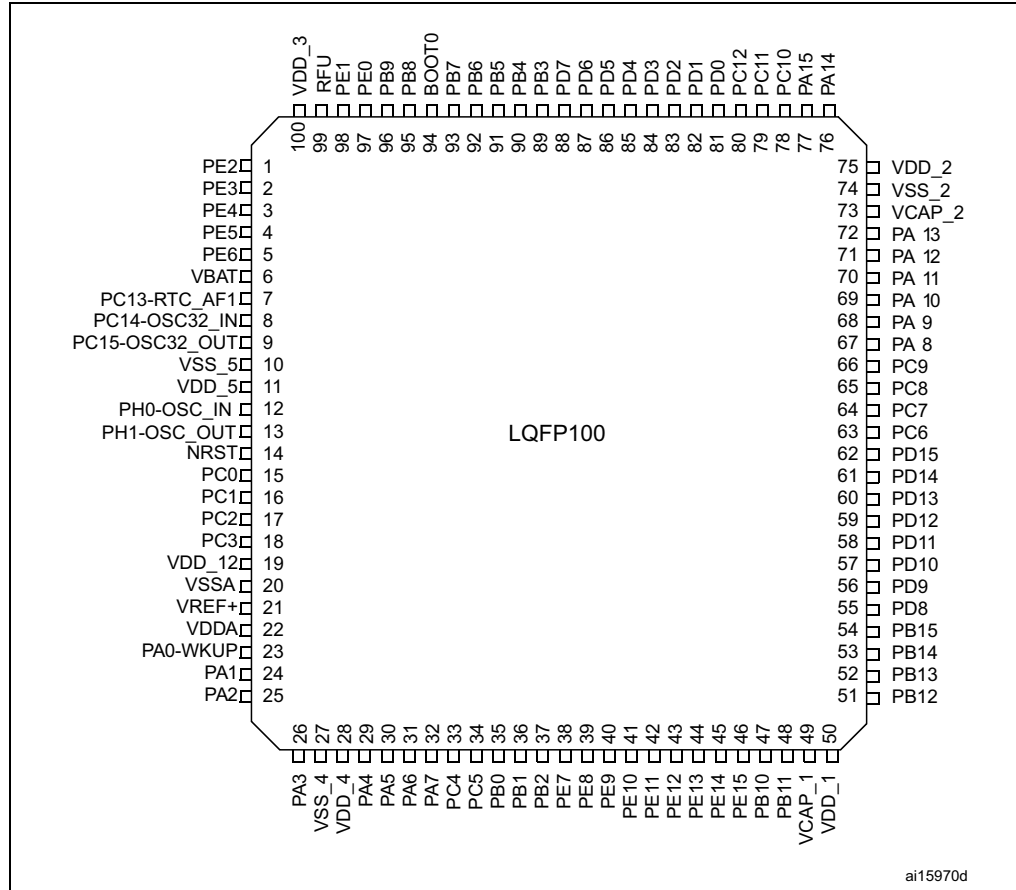 VDD_3
RFU
PE1
PE0
PB9
PB8
BOOT0
PB7
PB6
PB5
PB4
PB3
PD7
PD6
PD5
PD4
PD3
PD2
PD1
PD0
PC12
PC11
PC10
PA15
PA14
100
99
98
97
96
95
94
93
92
91
90
89
88
87
86
85
84
83
82
81
80
79
78
77
76
PE2 1
PE3 2
PE4 3
PE5 4
PE6 5
VBAT 6
PC13-RTC_AF1 7
PC14-OSC32_IN 8
PC15-OSC32_OUT 9
VSS_5 10
VDD_5 11
PH0-OSC_IN 12
PH1-OSC_OUT 13
NRST 14
PC0 15
PC1 16
PC2 17
PC3 18
VDD_12 19
VSSA 20
VREF+ 21
VDDA 22
PA0-WKUP 23
PA1 24
PA2 25
LQFP100
75 VDD_2
74 VSS_2
73 VCAP_2
72 PA 13
71 PA 12
70 PA 11
69 PA 10
68 PA 9
67 PA 8
66 PC9
65 PC8
64 PC7
63 PC6
62 PD15
61 PD14
60 PD13
59 PD12
58 PD11
57 PD10
56 PD9
55 PD8
54 PB15
53 PB14
52 PB13
51 PB12
26
27
28
29
30
31
32
33
34
35
36
37
38
39
40
41
42
43
44
45
46
47
48
49
50
PA3
VSS_4
VDD_4
PA4
PA5
PA6
PA7
PC4
PC5
PB0
PB1
PB2
PE7
PE8
PE9
PE10
PE11
PE12
PE13
PE14
PE15
PB10
PB11
VCAP_1
VDD_1
ai15970d